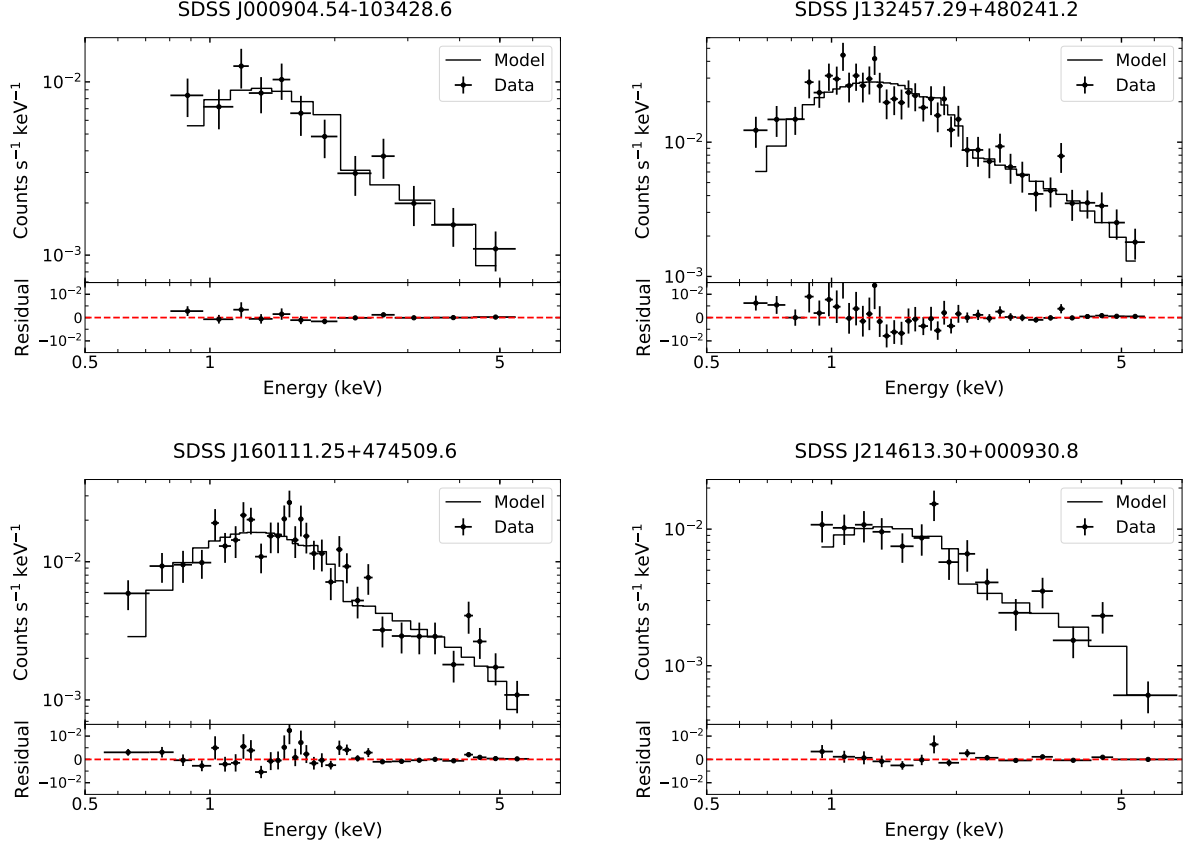 SDSS J000904.54-103428.6
Counts s⁻¹ keV⁻¹
10⁻²
10⁻³
Model
Data
Residual
10⁻²
0
−10⁻²
0.5 1 5
Energy (keV)
SDSS J132457.29+480241.2
Counts s⁻¹ keV⁻¹
10⁻²
10⁻³
Model
Data
Residual
10⁻²
0
−10⁻²
0.5 1 5
Energy (keV)
SDSS J160111.25+474509.6
Counts s⁻¹ keV⁻¹
10⁻²
10⁻³
Model
Data
Residual
10⁻²
0
−10⁻²
0.5 1 5
Energy (keV)
SDSS J214613.30+000930.8
Counts s⁻¹ keV⁻¹
10⁻²
10⁻³
Model
Data
Residual
10⁻²
0
−10⁻²
0.5 1 5
Energy (keV)